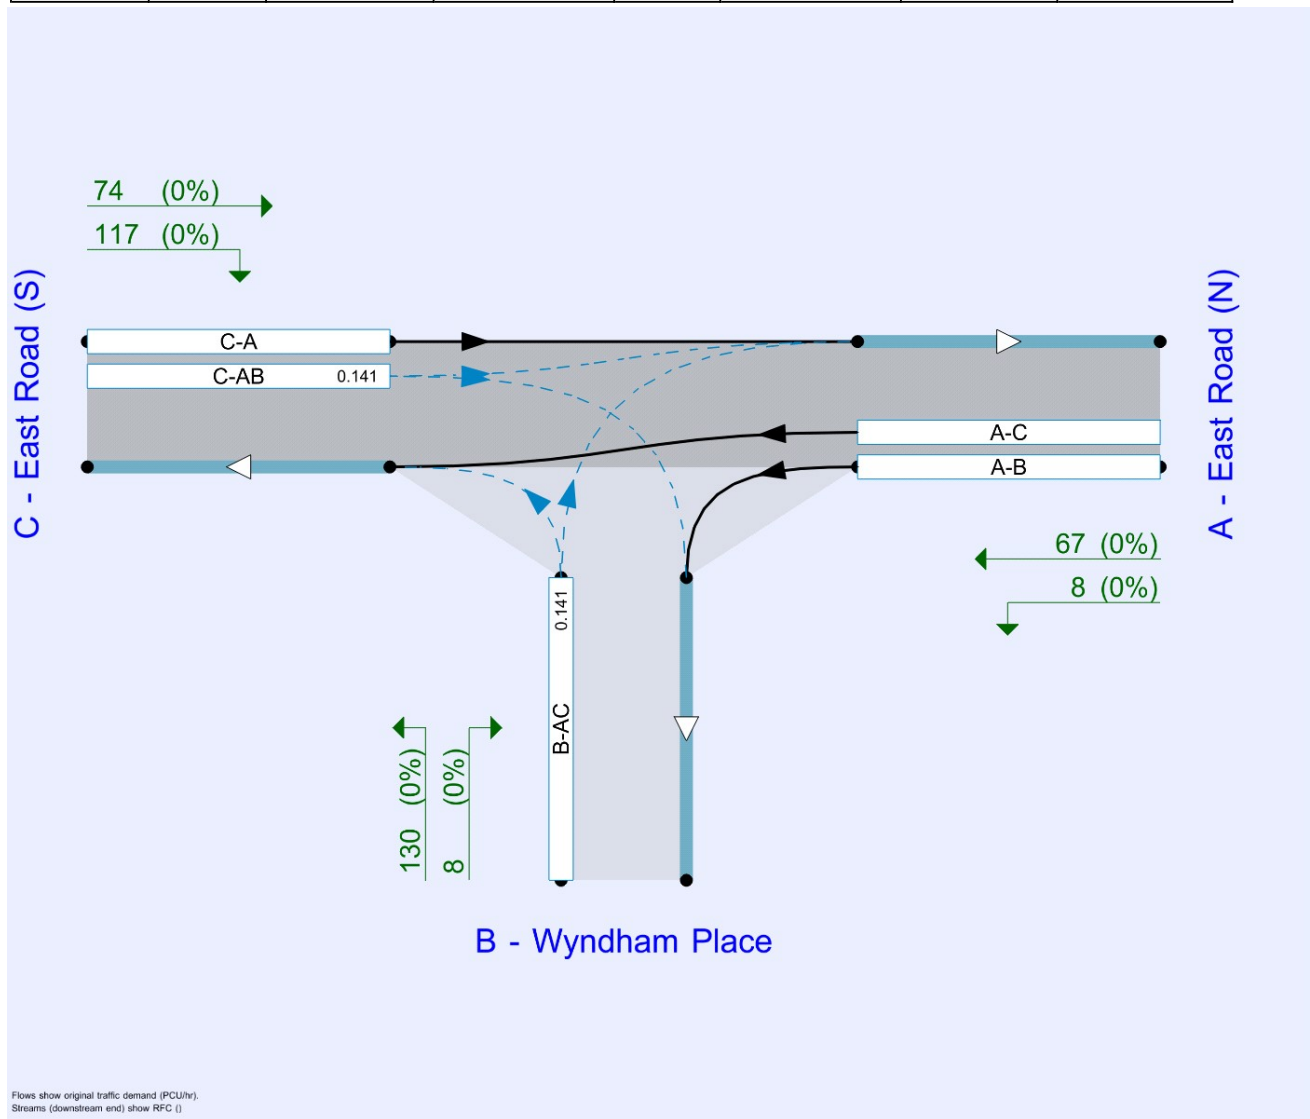 74 (0%)
117 (0%)
C - East Road (S)
A - East Road (N)
C-A
C-AB 0.141
A-C
A-B
67 (0%)
8 (0%)
0.141
B-AC
130 (0%)
8 (0%)
B - Wyndham Place
Flows show original traffic demand (PCU/hr).
Streams (downstream end) show RFC ()